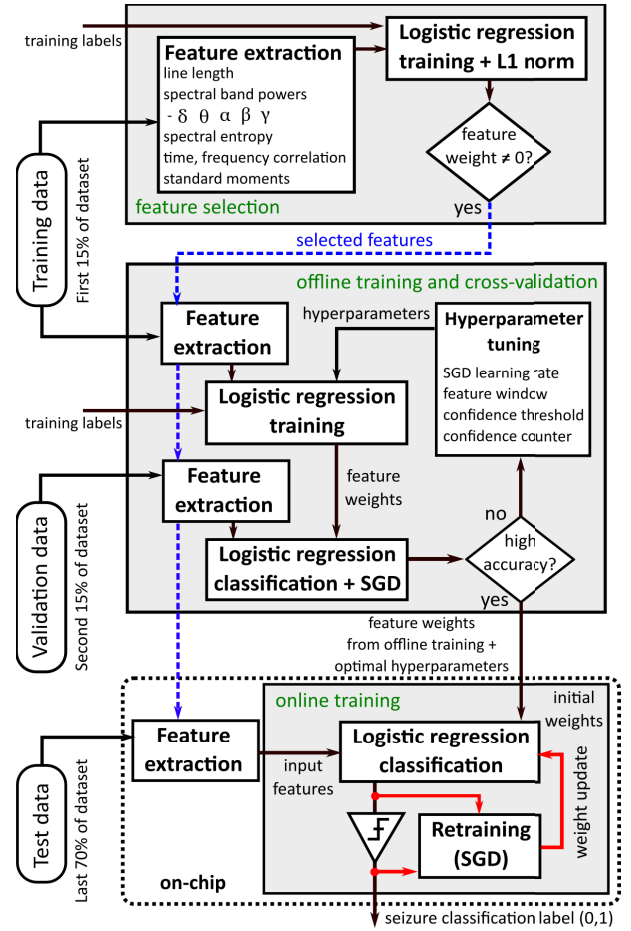 training labels
Feature extraction
line length
spectral band powers
- δ θ α β γ
spectral entropy
time, frequency correlation
standard moments
Logistic regression
training + L1 norm
feature
weight ≠ 0?
yes
feature selection
Training data
First 15% of dataset
selected features
offline training and cross-validation
Feature
extraction
hyperparameters
Hyperparameter
tuning
SGD learning rate
feature window
confidence threshold
confidence counter
Logistic regression
training
training labels
Feature
extraction
feature
weights
Logistic regression
classification + SGD
no
high
accuracy?
yes
Validation data
Second 15% of dataset
feature weights
from offline training +
optimal hyperparameters
online training
initial
weights
Feature
extraction
input
features
Logistic regression
classification
Retraining
(SGD)
weight update
Test data
Last 70% of dataset
on-chip
seizure classification label (0,1)